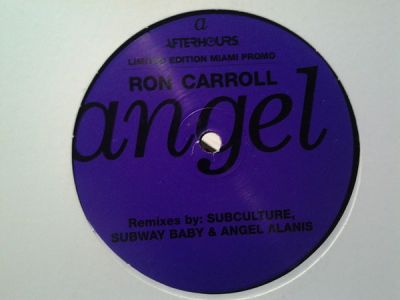 a
AFTERHOURS
LIMITED EDITION MIAMI PROMO
RON CARROLL
angel
Remixes by: SUBCULTURE,
SUBWAY BABY & ANGEL ALANIS